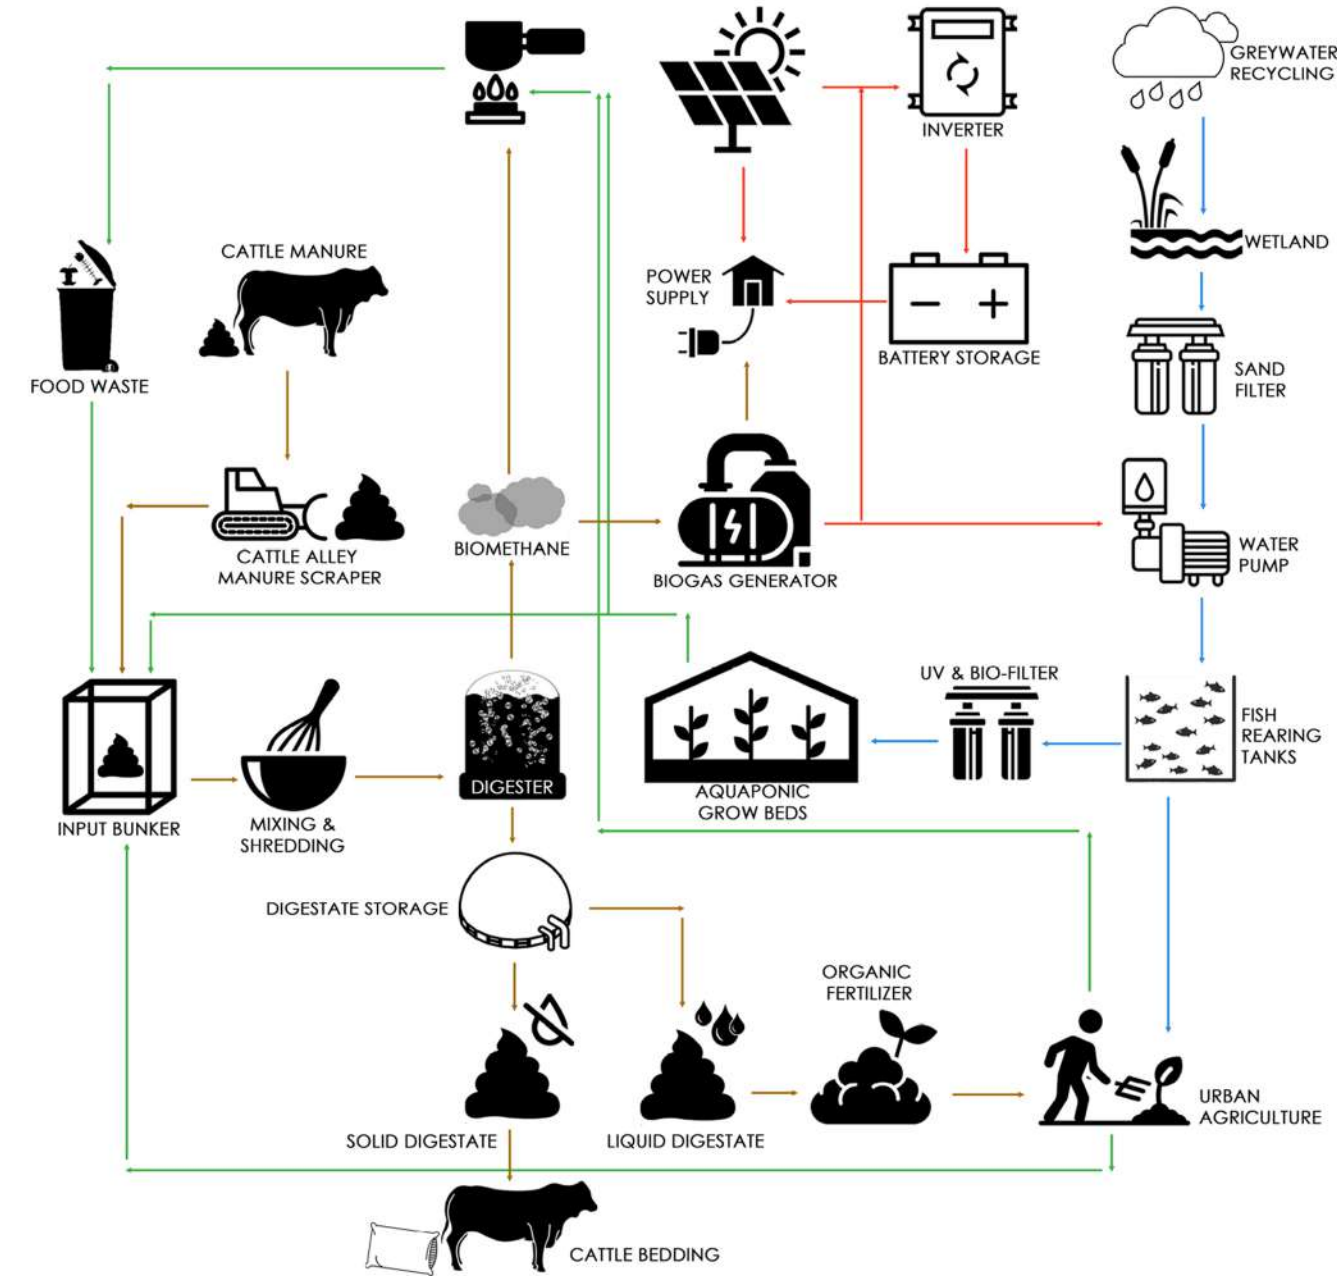 GREYWATER
RECYCLING
INVERTER
WETLAND
CATTLE MANURE
POWER
SUPPLY
BATTERY STORAGE
FOOD WASTE
SAND
FILTER
BIOMETHANE
CATTLE ALLEY
MANURE SCRAPER
BIOGAS GENERATOR
WATER
PUMP
UV & BIO-FILTER
FISH
REARING
TANKS
DIGESTER
AQUAPONIC
GROW BEDS
INPUT BUNKER
MIXING &
SHREDDING
DIGESTATE STORAGE
ORGANIC
FERTILIZER
SOLID DIGESTATE
LIQUID DIGESTATE
URBAN
AGRICULTURE
CATTLE BEDDING